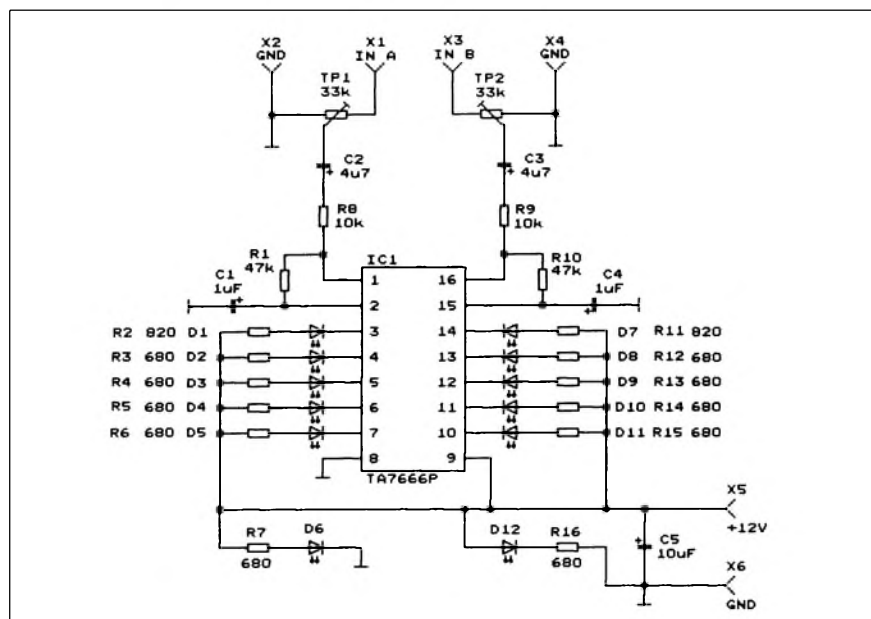 X2 X1 X3 X4
GND IN A IN B GND
TP1 TP2
33k 33k
C2 C3
+ 4u7 + 4u7
R8 R9
10k 10k
R1 IC1 R10
47k 47k
C1 C4
1uF 1uF
+ +
1 16
2 15
R2 820 D1 3 14 D7 R11 820
R3 680 D2 4 13 D8 R12 680
R4 680 D3 5 12 D9 R13 680
R5 680 D4 6 11 D10 R14 680
R6 680 D5 7 10 D11 R15 680
8 9
TA7666P
X5
+12V
R7 D6 D12 R16 C5
680 680 + 10uF
X6
GND